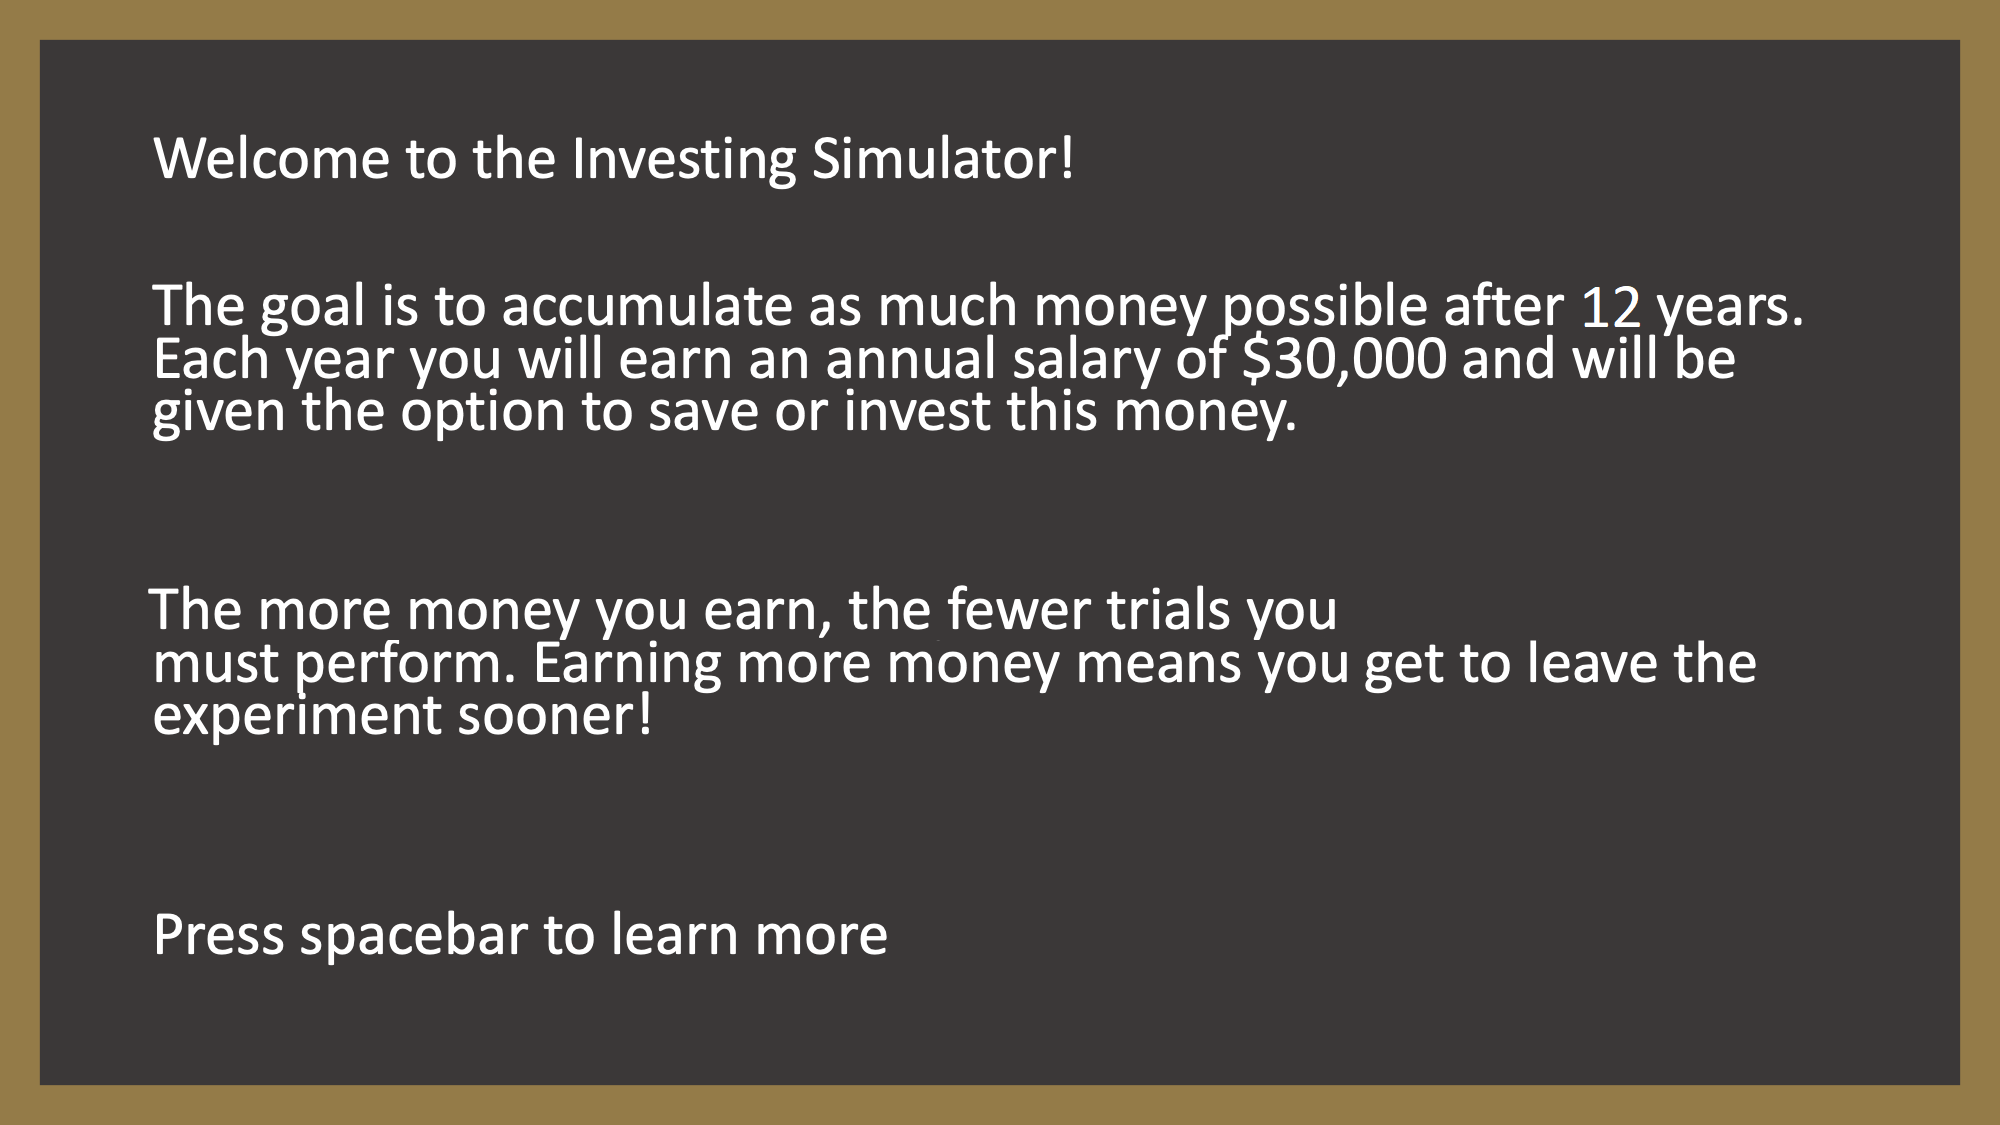 Welcome to the Investing Simulator!
The goal is to accumulate as much money possible after 12 years.
Each year you will earn an annual salary of $30,000 and will be
given the option to save or invest this money.
The more money you earn, the fewer trials you
must perform. Earning more money means you get to leave the
experiment sooner!
Press spacebar to learn more